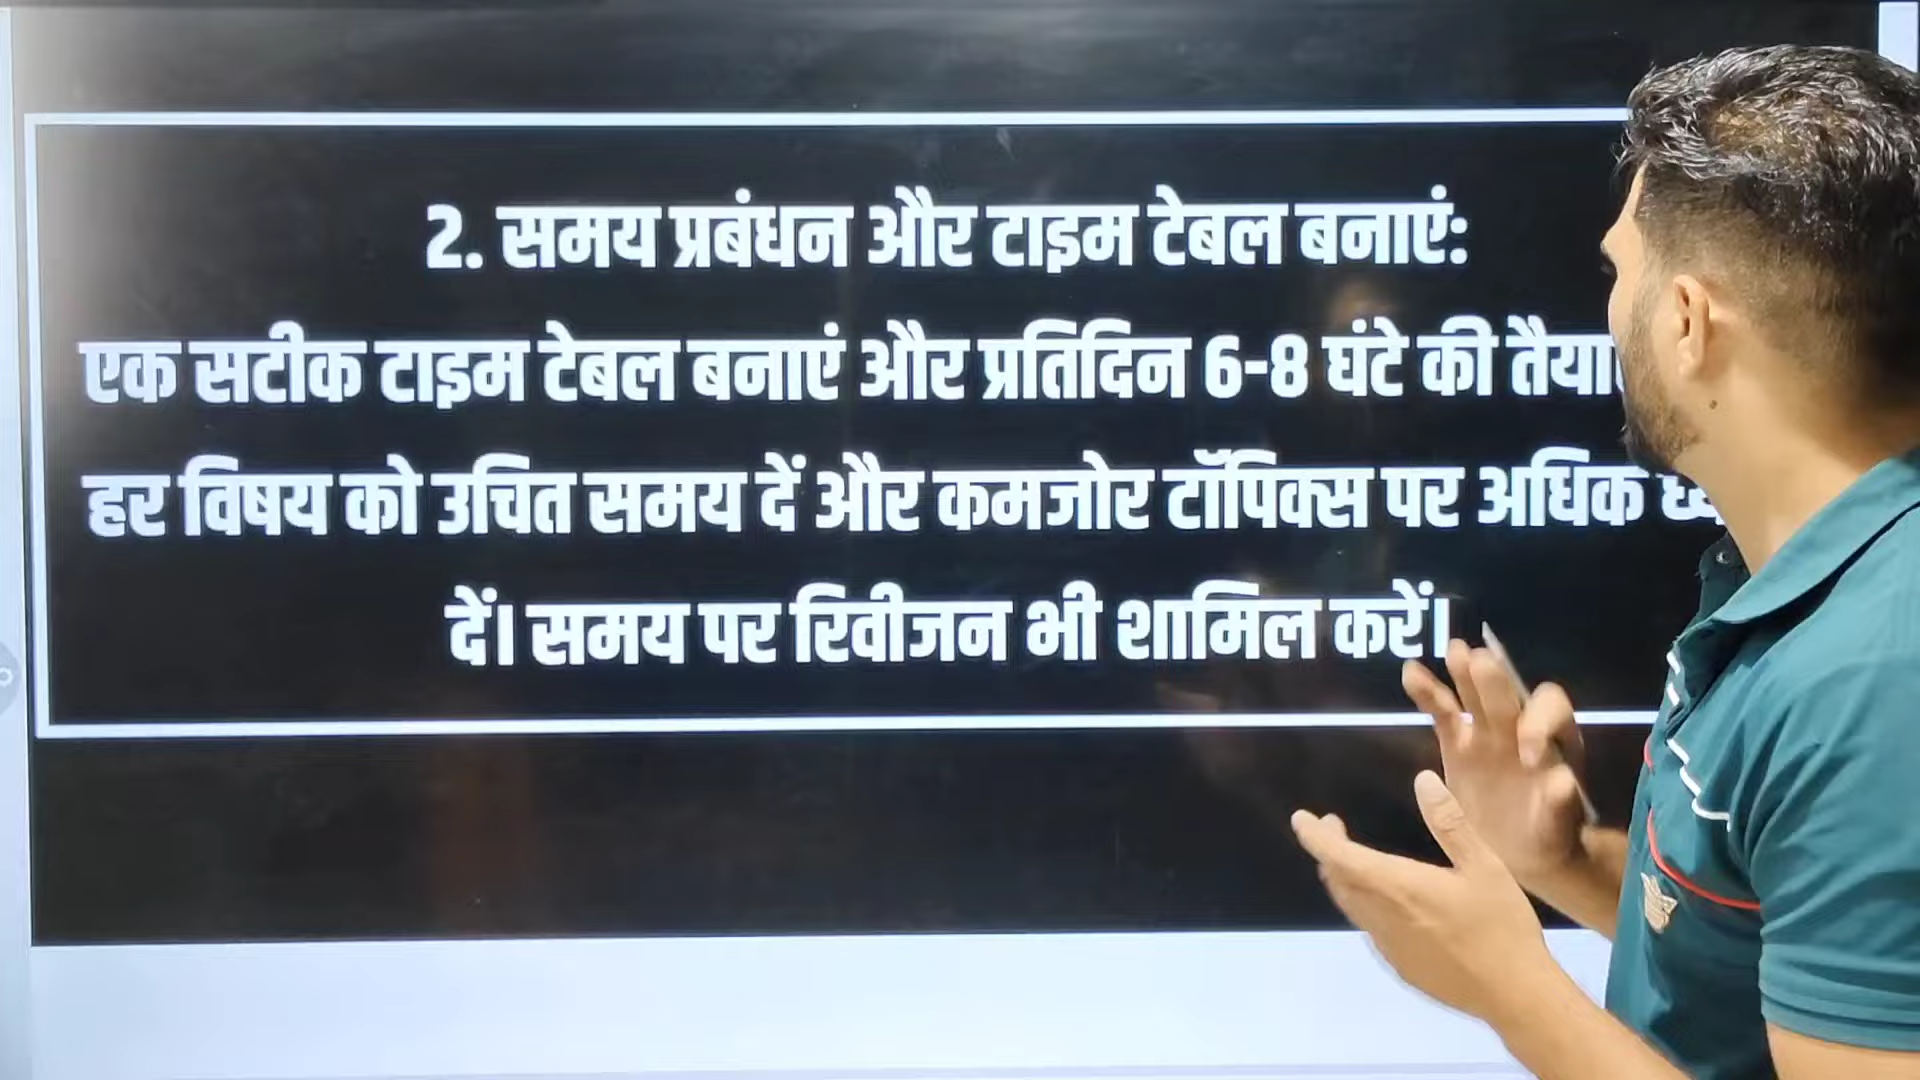 2. समय प्रबंधन और टाइम टेबल बनाएं:
एक सटीक टाइम टेबल बनाएं और प्रतिदिन 6-8 घंटे की
हर विषय को उचित समय दें और कमजोर टॉपिक्स पर अधिक
दें। समय पर रिवीजन भी शामिल करें।